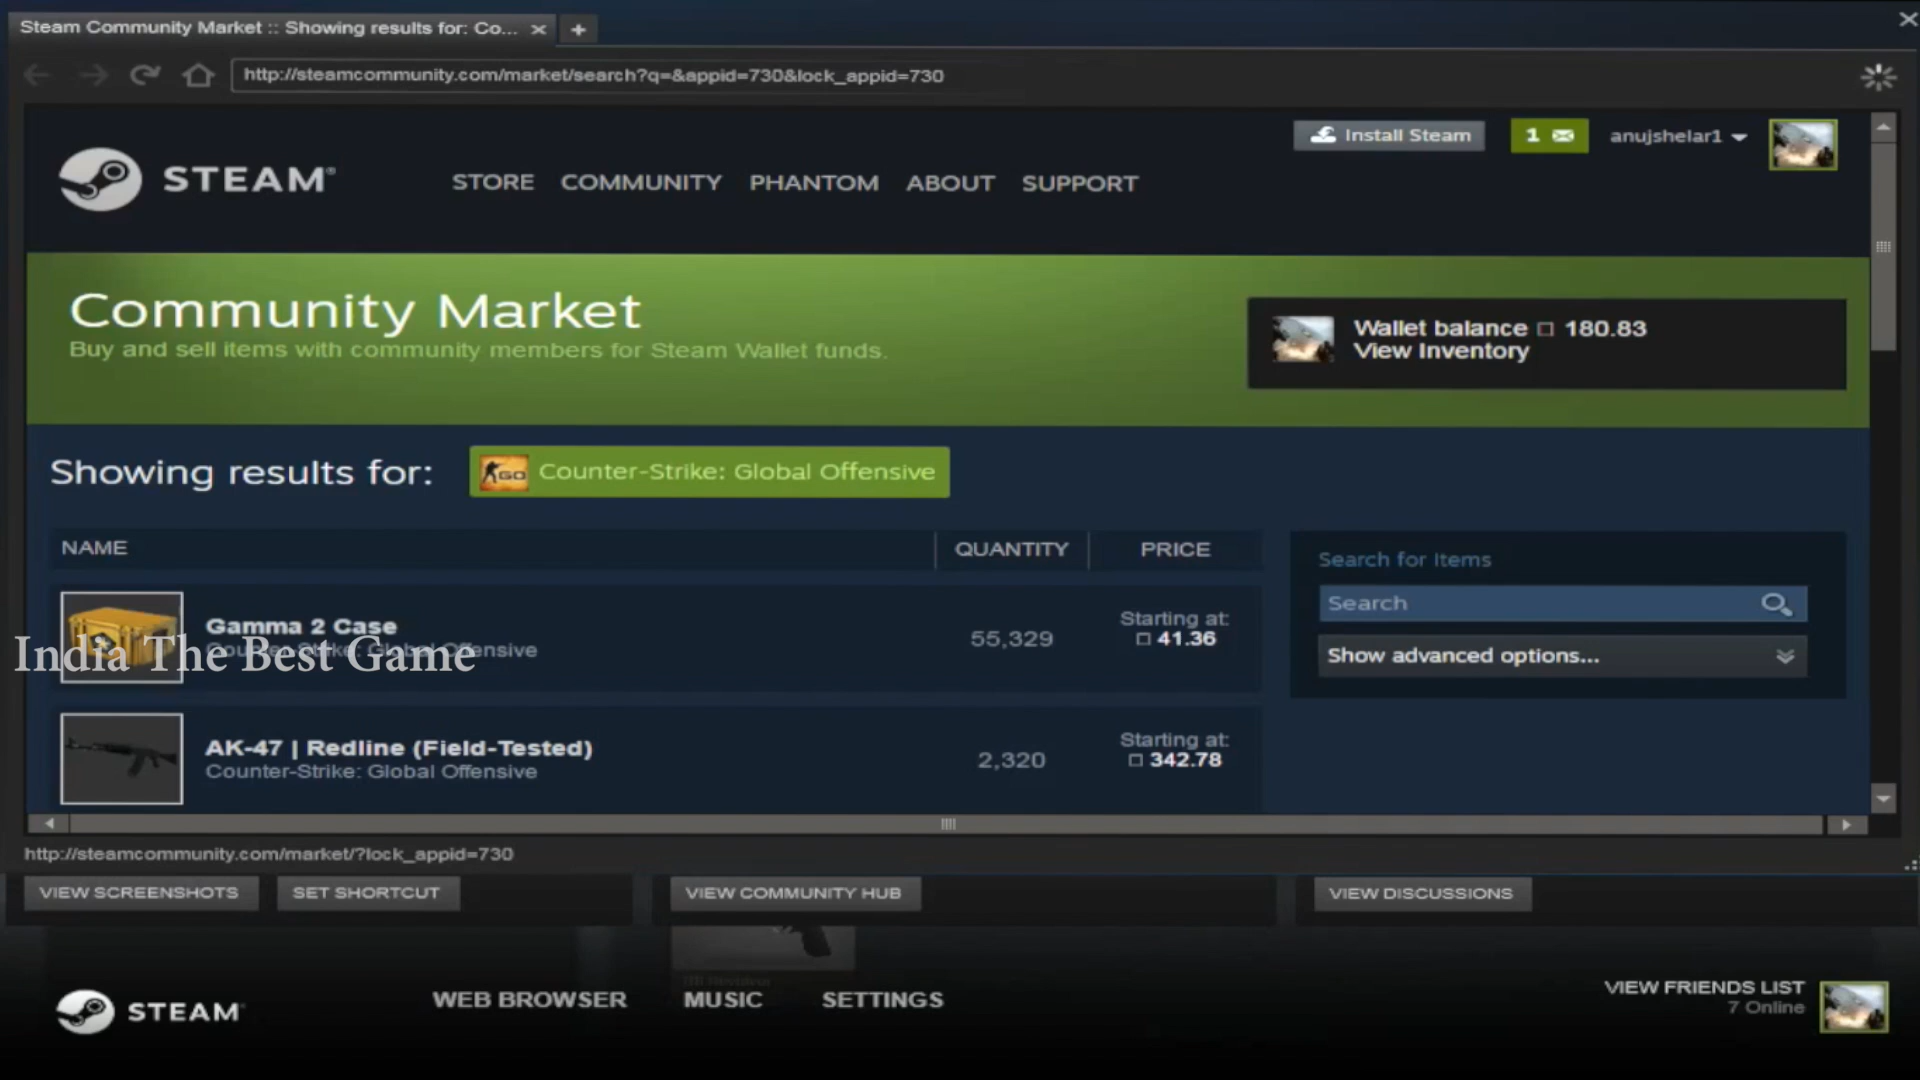 Steam Community Market :: Showing results for: Co...
http://steamcommunity.com/market/search?q=&appid=730&lock_appid=730
Install Steam
1
anujshelar1
STEAM®
STORE COMMUNITY PHANTOM ABOUT SUPPORT
Community Market
Buy and sell items with community members for Steam Wallet funds.
Wallet balance □ 180.83
View Inventory
Showing results for:
GO
Counter-Strike: Global Offensive
NAME QUANTITY PRICE
Search for Items
Search
Show advanced options...
Gamma 2 Case
Counter-Strike: Global Offensive
55,329
Starting at:
□ 41.36
India The Best Game
AK-47 | Redline (Field-Tested)
Counter-Strike: Global Offensive
2,320
Starting at:
□ 342.78
http://steamcommunity.com/market/?lock_appid=730
VIEW SCREENSHOTS SET SHORTCUT VIEW COMMUNITY HUB VIEW DISCUSSIONS
STEAM®
WEB BROWSER MUSIC SETTINGS
VIEW FRIENDS LIST
7 Online